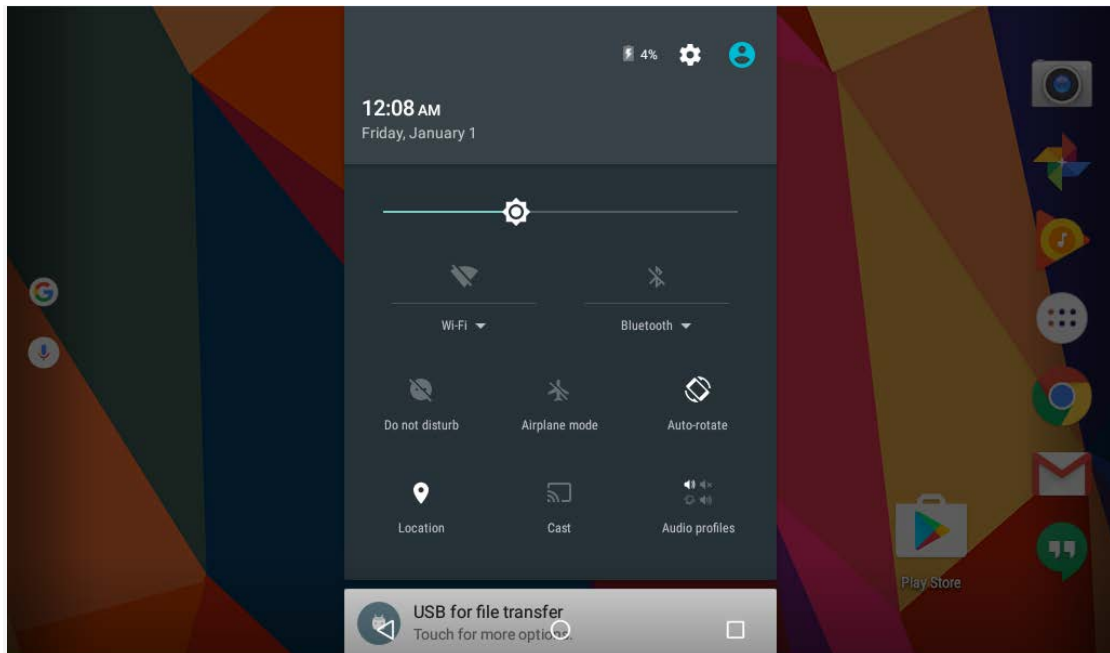 4%
12:08 AM
Friday, January 1
Wi-Fi
Bluetooth
Do not disturb
Airplane mode
Auto-rotate
Location
Cast
Audio profiles
Play Store
USB for file transfer
Touch for more options.